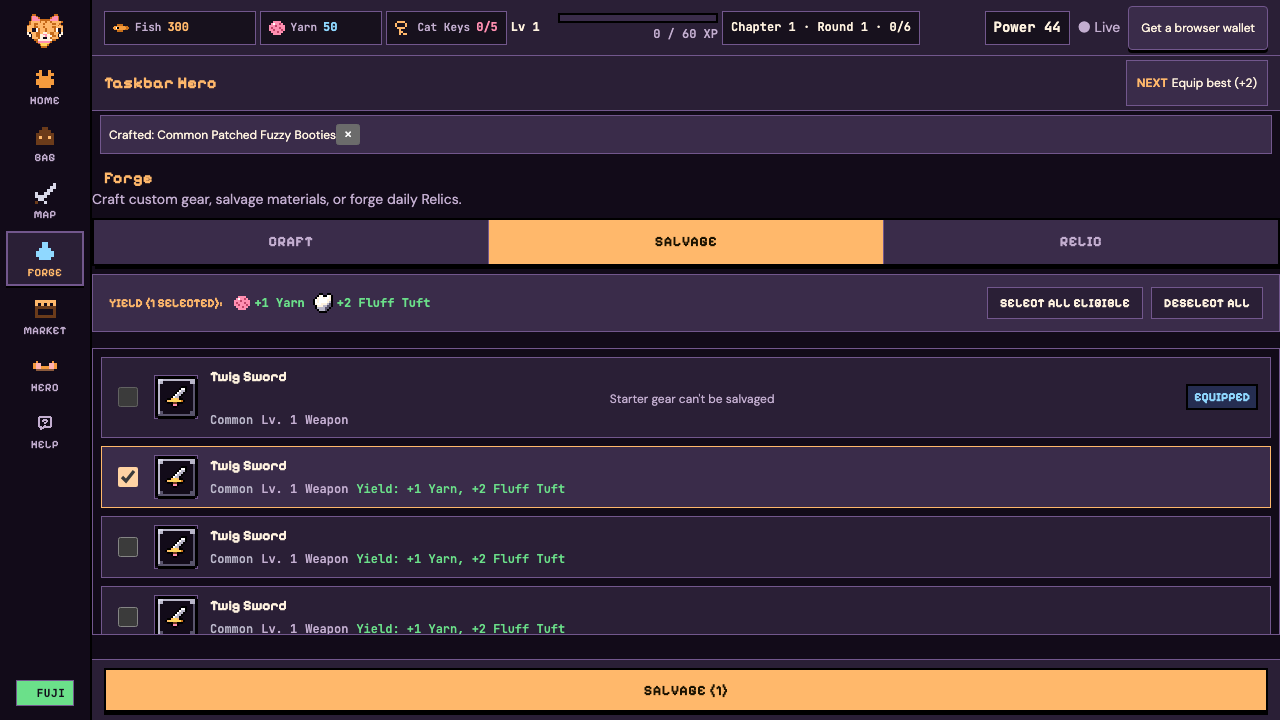 Fish 300
Yarn 50
Cat Keys 0/5
Lv 1
0 / 60 XP
Chapter 1 · Round 1 · 0/6
Power 44
Live
Get a browser wallet
HOME
BAG
MAP
FORGE
MARKET
HERO
HELP
FUJI
Taskbar Hero
NEXT Equip best (+2)
Crafted: Common Patched Fuzzy Booties ×
Forge
Craft custom gear, salvage materials, or forge daily Relics.
CRAFT
SALVAGE
RELIC
YIELD (1 SELECTED): +1 Yarn +2 Fluff Tuft
SELECT ALL ELIGIBLE
DESELECT ALL
Twig Sword
Common Lv. 1 Weapon
Starter gear can't be salvaged
EQUIPPED
Twig Sword
Common Lv. 1 Weapon Yield: +1 Yarn, +2 Fluff Tuft
Twig Sword
Common Lv. 1 Weapon Yield: +1 Yarn, +2 Fluff Tuft
Twig Sword
Common Lv. 1 Weapon Yield: +1 Yarn, +2 Fluff Tuft
SALVAGE (1)